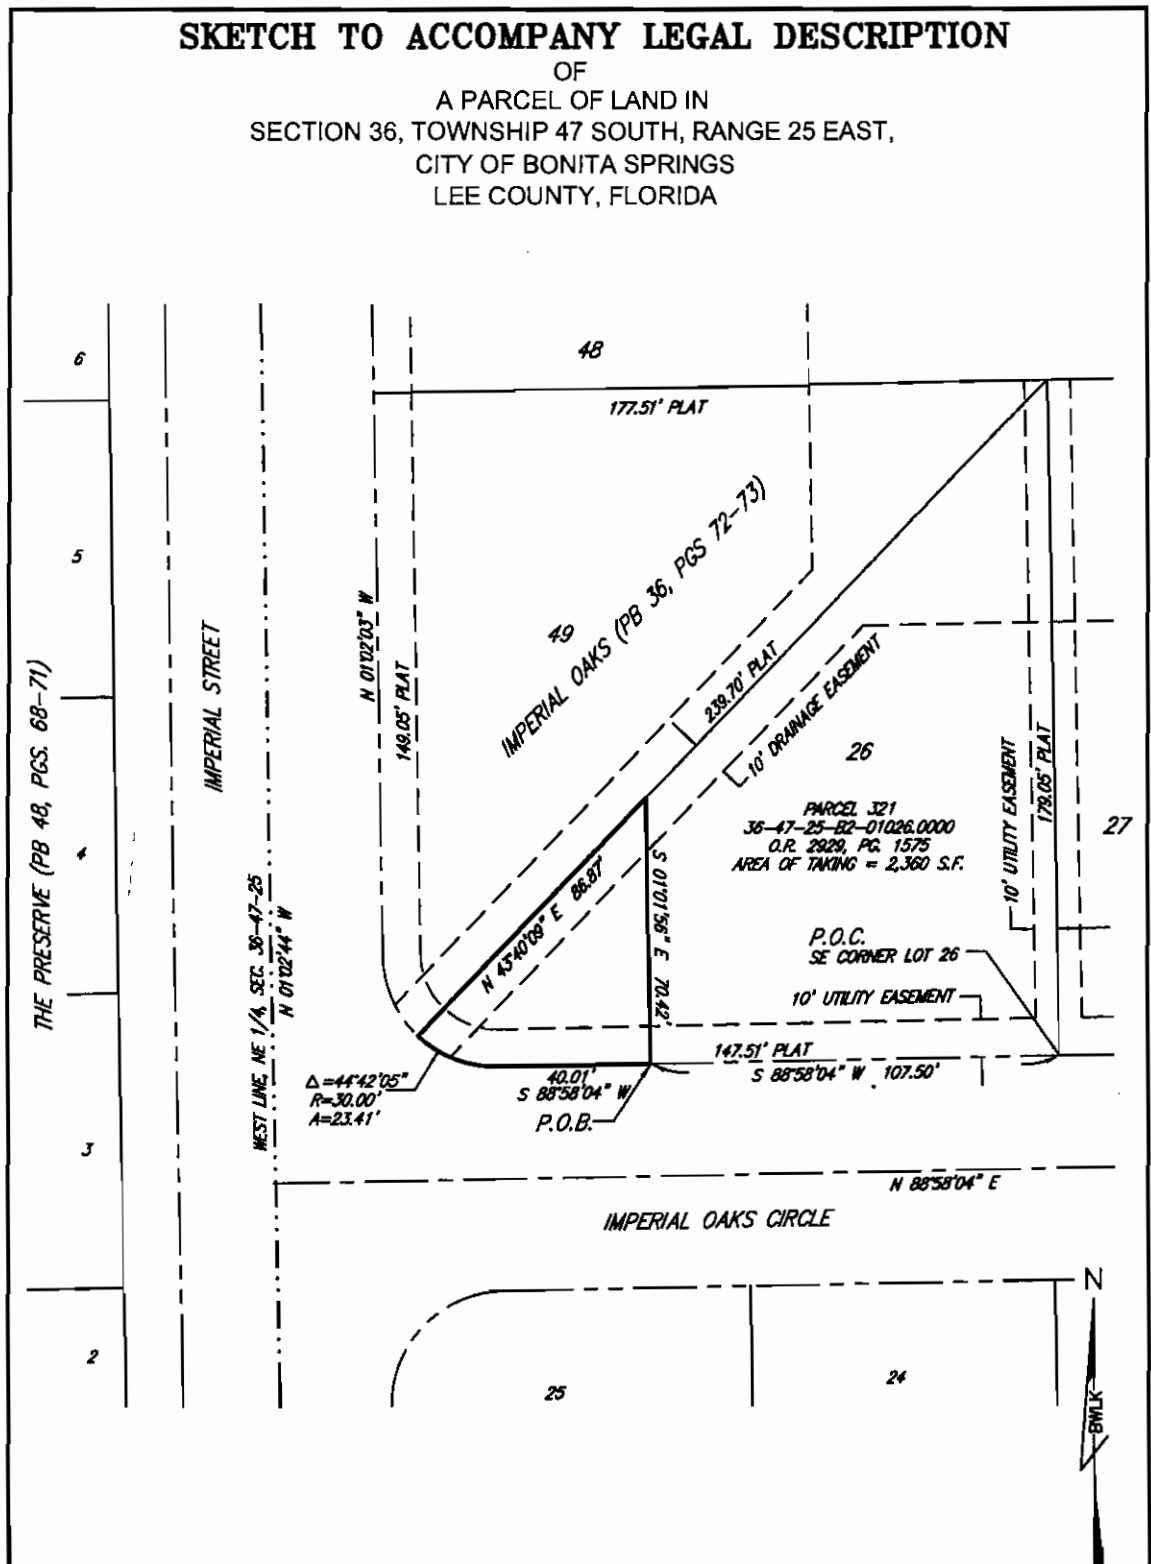 SKETCH TO ACCOMPANY LEGAL DESCRIPTION
OF
A PARCEL OF LAND IN
SECTION 36, TOWNSHIP 47 SOUTH, RANGE 25 EAST,
CITY OF BONITA SPRINGS
LEE COUNTY, FLORIDA
6
48
177.51' PLAT
5
THE PRESERVE (PB 48, PGS. 68-71)
IMPERIAL STREET
N 01°02'03" W
149.05' PLAT
49
IMPERIAL OAKS (PB 36, PGS 72-73)
239.70' PLAT
10' DRAINAGE EASEMENT
26
PARCEL 321
36-47-25-B2-01026.0000
O.R. 2929, PG. 1575
AREA OF TAKING = 2,360 S.F.
10' UTILITY EASEMENT
179.05' PLAT
27
4
WEST LINE, NE 1/4, SEC. 36-47-25
N 01°02'44" W
N 43°40'09" E 86.87'
S 01°01'56" E 70.42'
P.O.C.
SE CORNER LOT 26
10' UTILITY EASEMENT
147.51' PLAT
S 88°58'04" W 107.50'
Δ=44°42'05"
R=30.00'
A=23.41'
40.01'
S 88°58'04" W
P.O.B.
3
N 88°58'04" E
IMPERIAL OAKS CIRCLE
N
2
25
24
BWLK